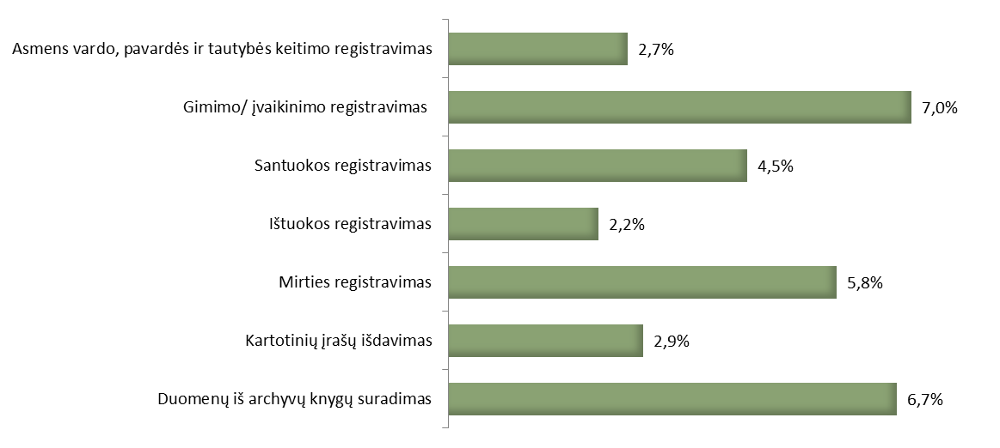 Asmens vardo, pavardės ir tautybės keitimo registravimas 2,7%
Gimimo/ įvaikinimo registravimas 7,0%
Santuokos registravimas 4,5%
Ištuokos registravimas 2,2%
Mirties registravimas 5,8%
Kartotinių įrašų išdavimas 2,9%
Duomenų iš archyvų knygų suradimas 6,7%